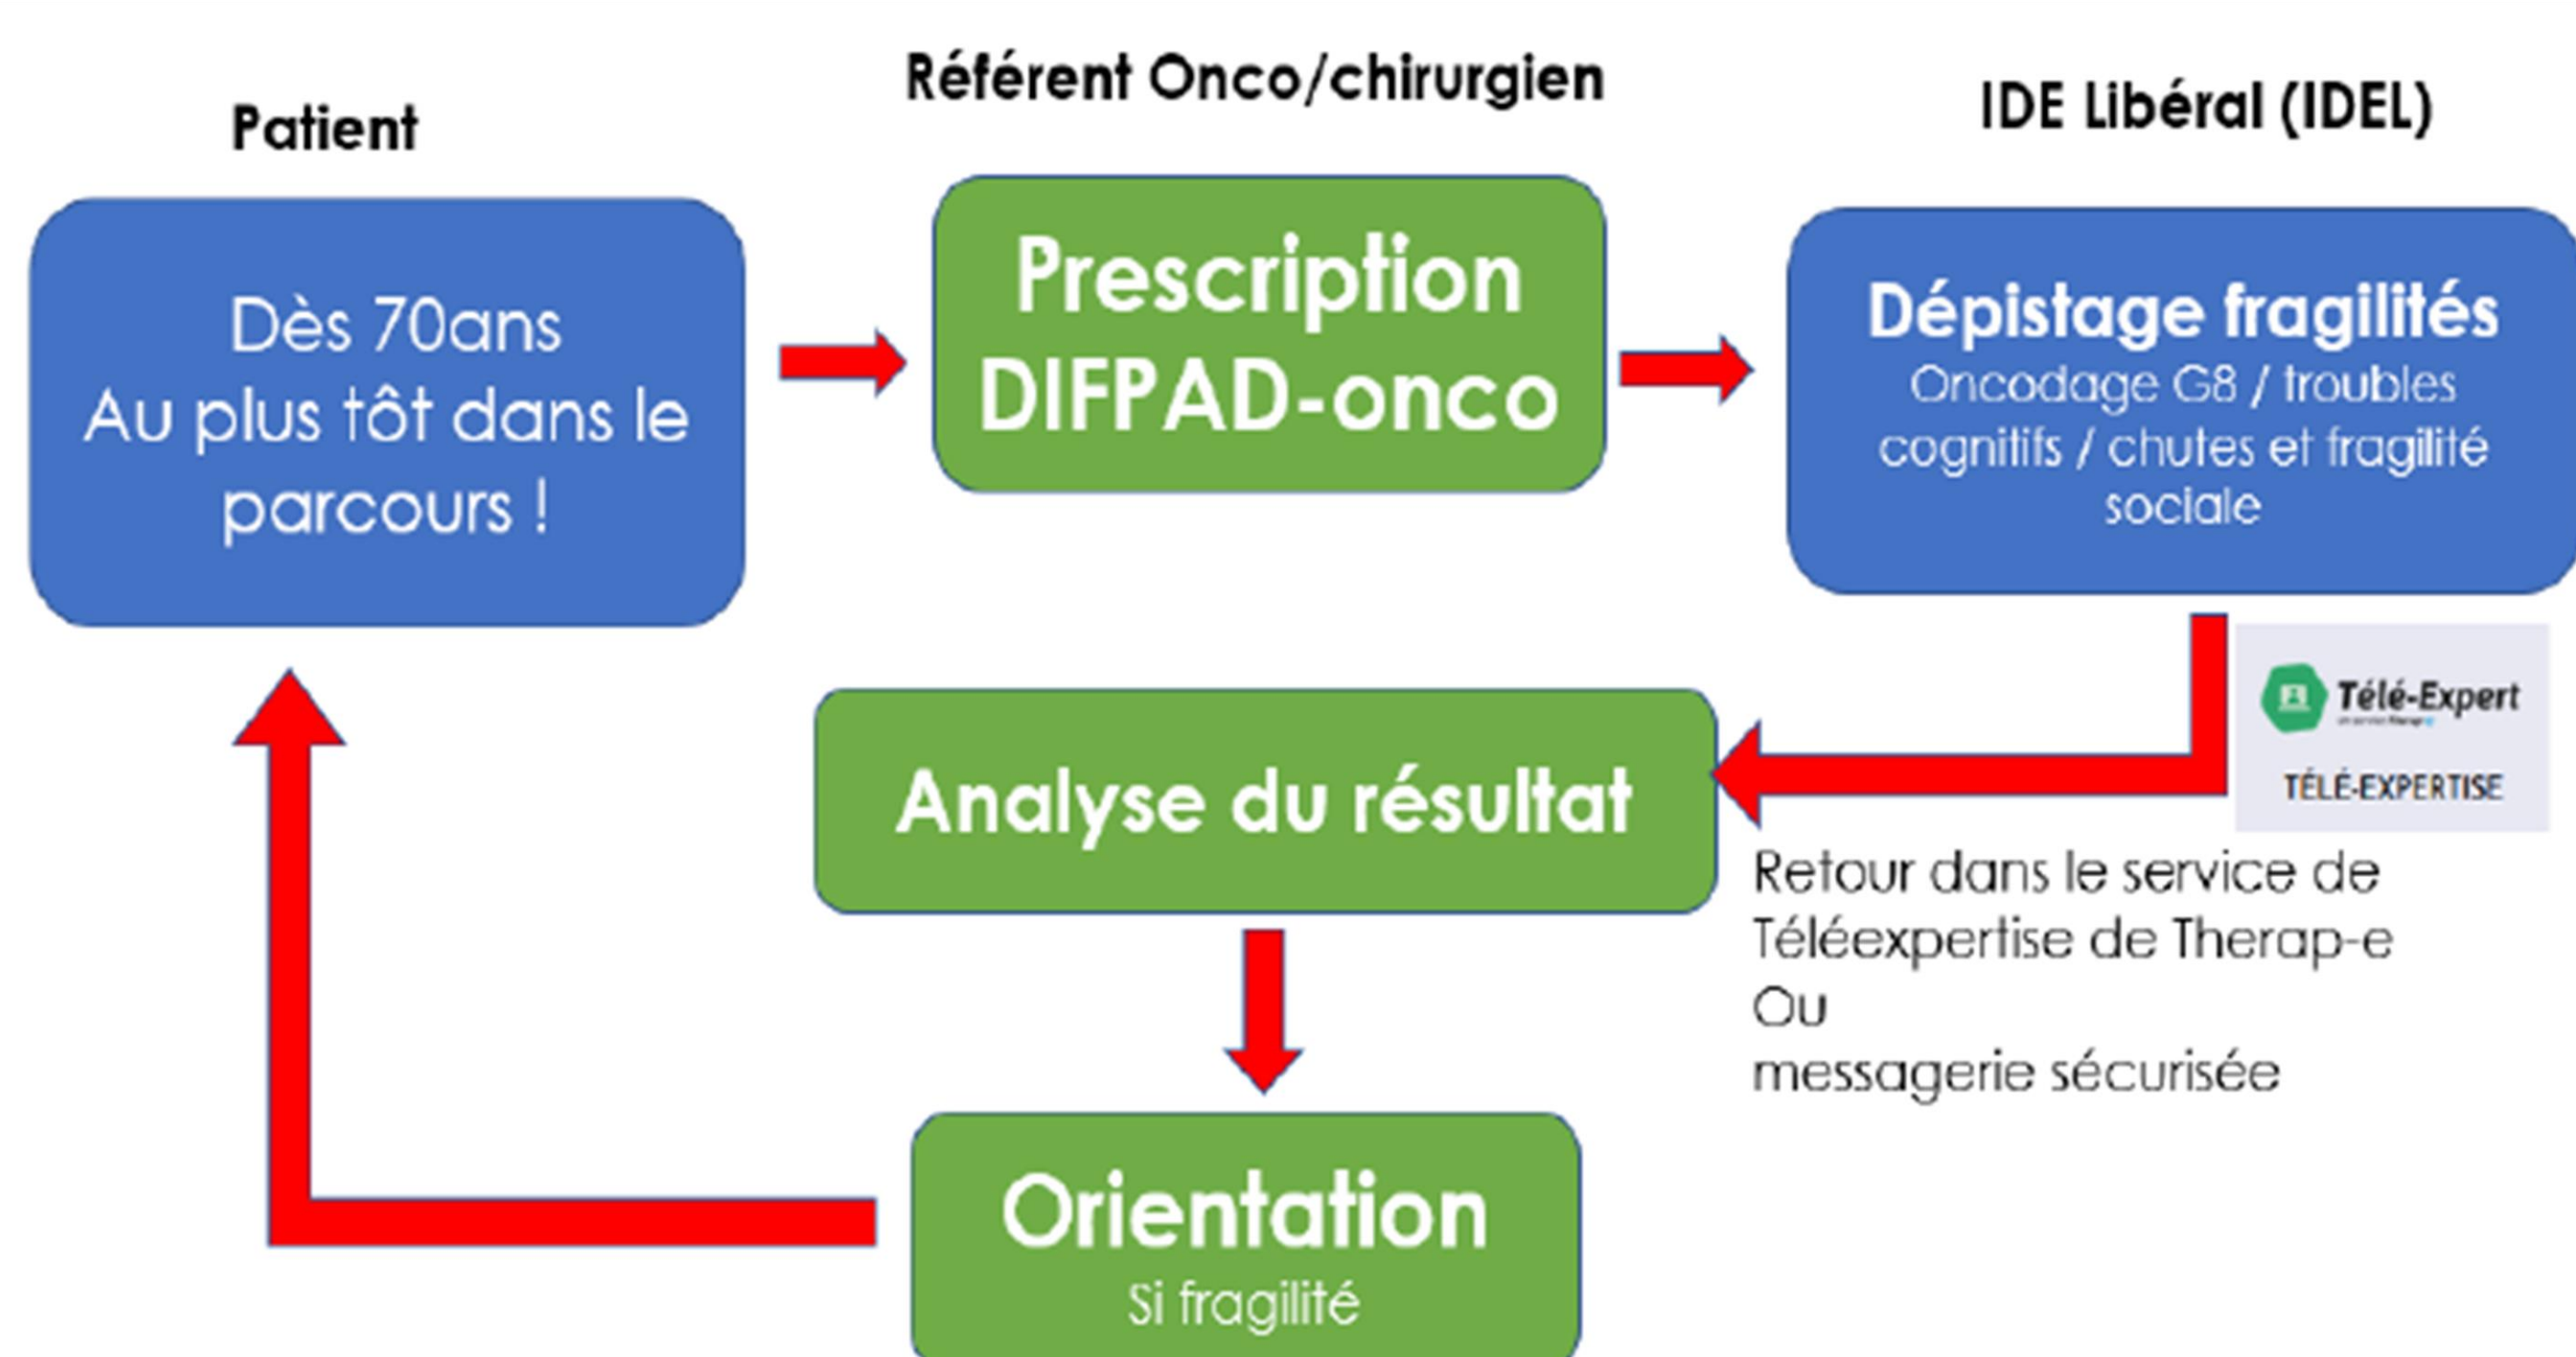 Patient
Référent Onco/chirurgien
IDE Libéral (IDEL)
Dès 70ans
Au plus tôt dans le
parcours !
Prescription
DIFPAD-onco
Dépistage fragilités
Oncodage G8 / troubles
cognitifs / chutes et fragilité
sociale
Télé-Expert
TÉLÉ-EXPERTISE
Analyse du résultat
Retour dans le service de
Téléexpertise de Therap-e
Ou
messagerie sécurisée
Orientation
Si fragilité